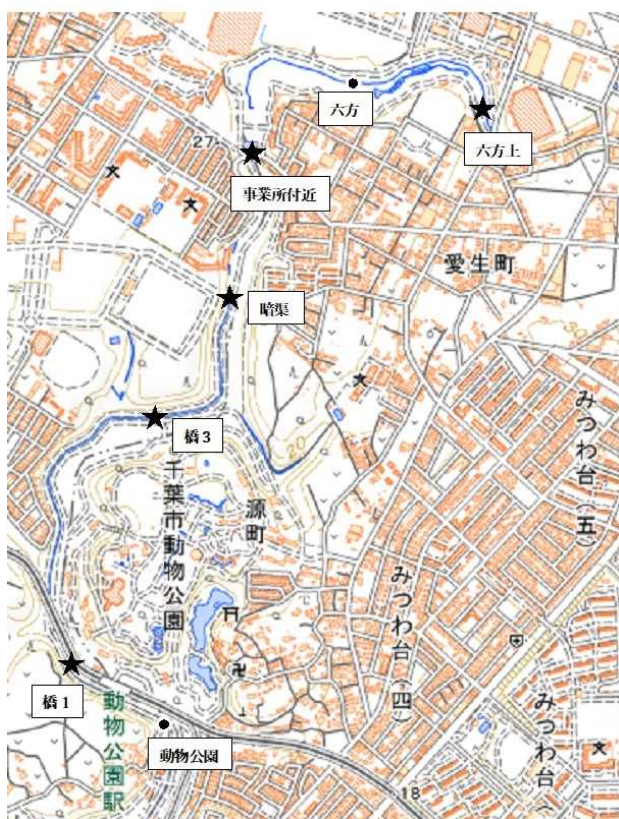 六方
六方上
27
事業所付近
愛生町
暗渠
30
橋3
20
みつわ台(五)
千葉市動物公園
源町
みつわ台(四)
橋1
動物公園駅
動物公園
みつわ台(
18